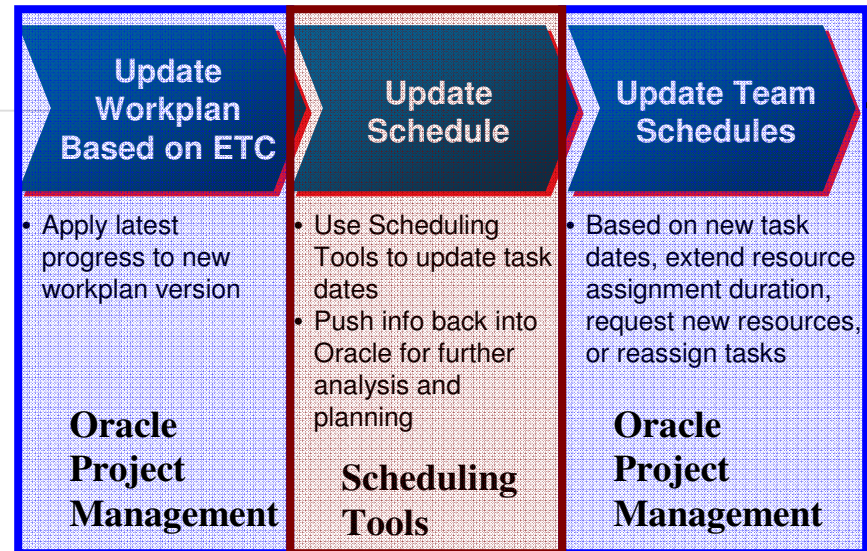 Update
Workplan
Based on ETC
• Apply latest
progress to new
workplan version
Oracle
Project
Management
Update
Schedule
• Use Scheduling
Tools to update task
dates
• Push info back into
Oracle for further
analysis and
planning
Scheduling
Tools
Update Team
Schedules
• Based on new task
dates, extend resource
assignment duration,
request new resources,
or reassign tasks
Oracle
Project
Management